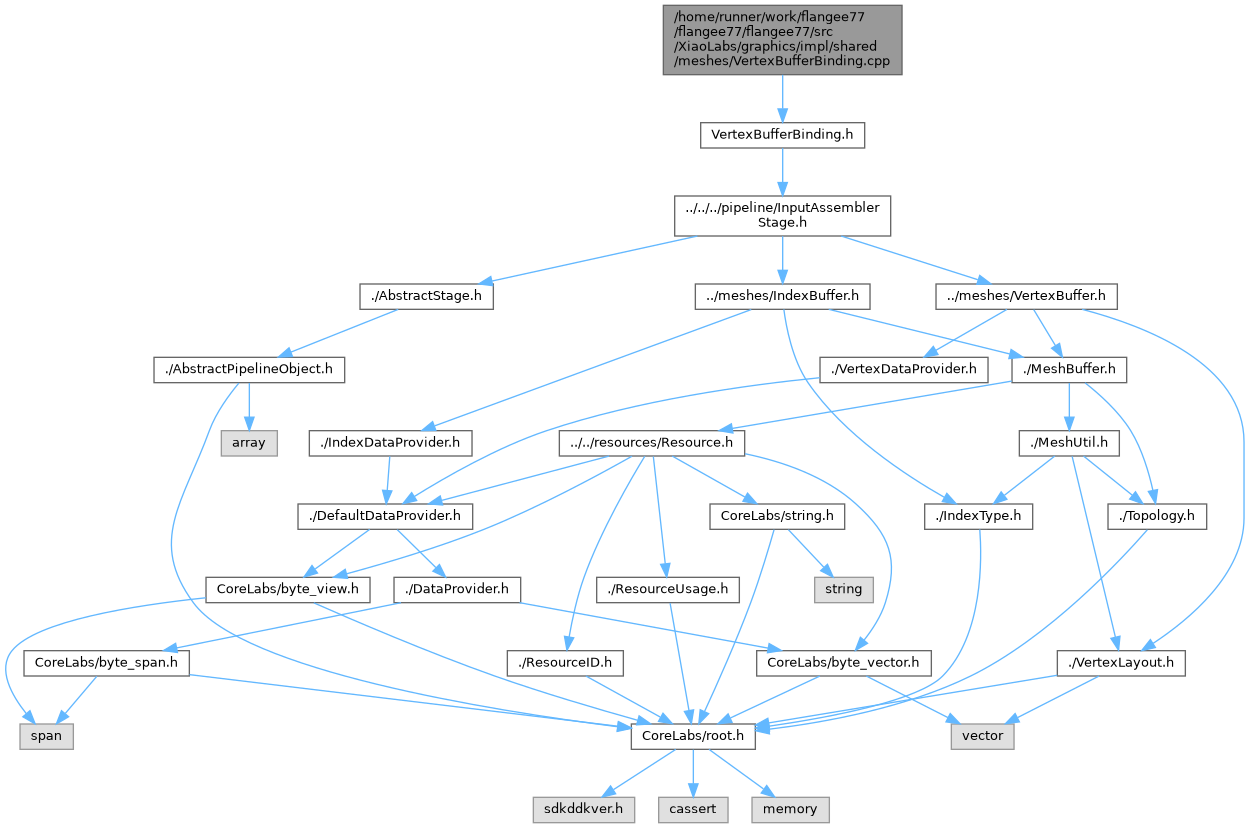 /home/runner/work/flangee77
/flangee77/flangee77/src
/XiaoLabs/graphics/impl/shared
/meshes/VertexBufferBinding.cpp
VertexBufferBinding.h
../../../pipeline/InputAssembler
Stage.h
./AbstractStage.h
../meshes/IndexBuffer.h
../meshes/VertexBuffer.h
./AbstractPipelineObject.h
./VertexDataProvider.h
./MeshBuffer.h
array
./IndexDataProvider.h
../../resources/Resource.h
./MeshUtil.h
./DefaultDataProvider.h
CoreLabs/string.h
./IndexType.h
./Topology.h
CoreLabs/byte_view.h
./DataProvider.h
./ResourceUsage.h
string
CoreLabs/byte_span.h
./ResourceID.h
CoreLabs/byte_vector.h
./VertexLayout.h
span
CoreLabs/root.h
vector
sdkddkver.h
cassert
memory